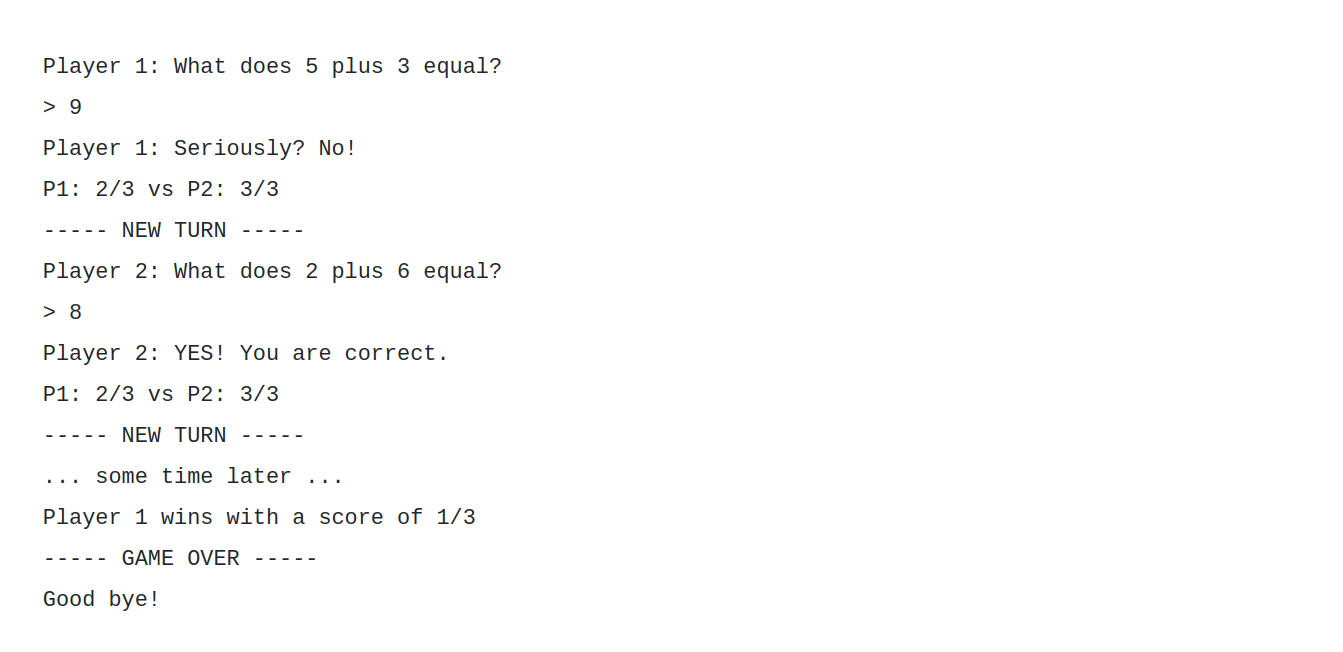 Player 1: What does 5 plus 3 equal?
> 9
Player 1: Seriously? No!
P1: 2/3 vs P2: 3/3
----- NEW TURN -----
Player 2: What does 2 plus 6 equal?
> 8
Player 2: YES! You are correct.
P1: 2/3 vs P2: 3/3
----- NEW TURN -----
... some time later ...
Player 1 wins with a score of 1/3
----- GAME OVER -----
Good bye!